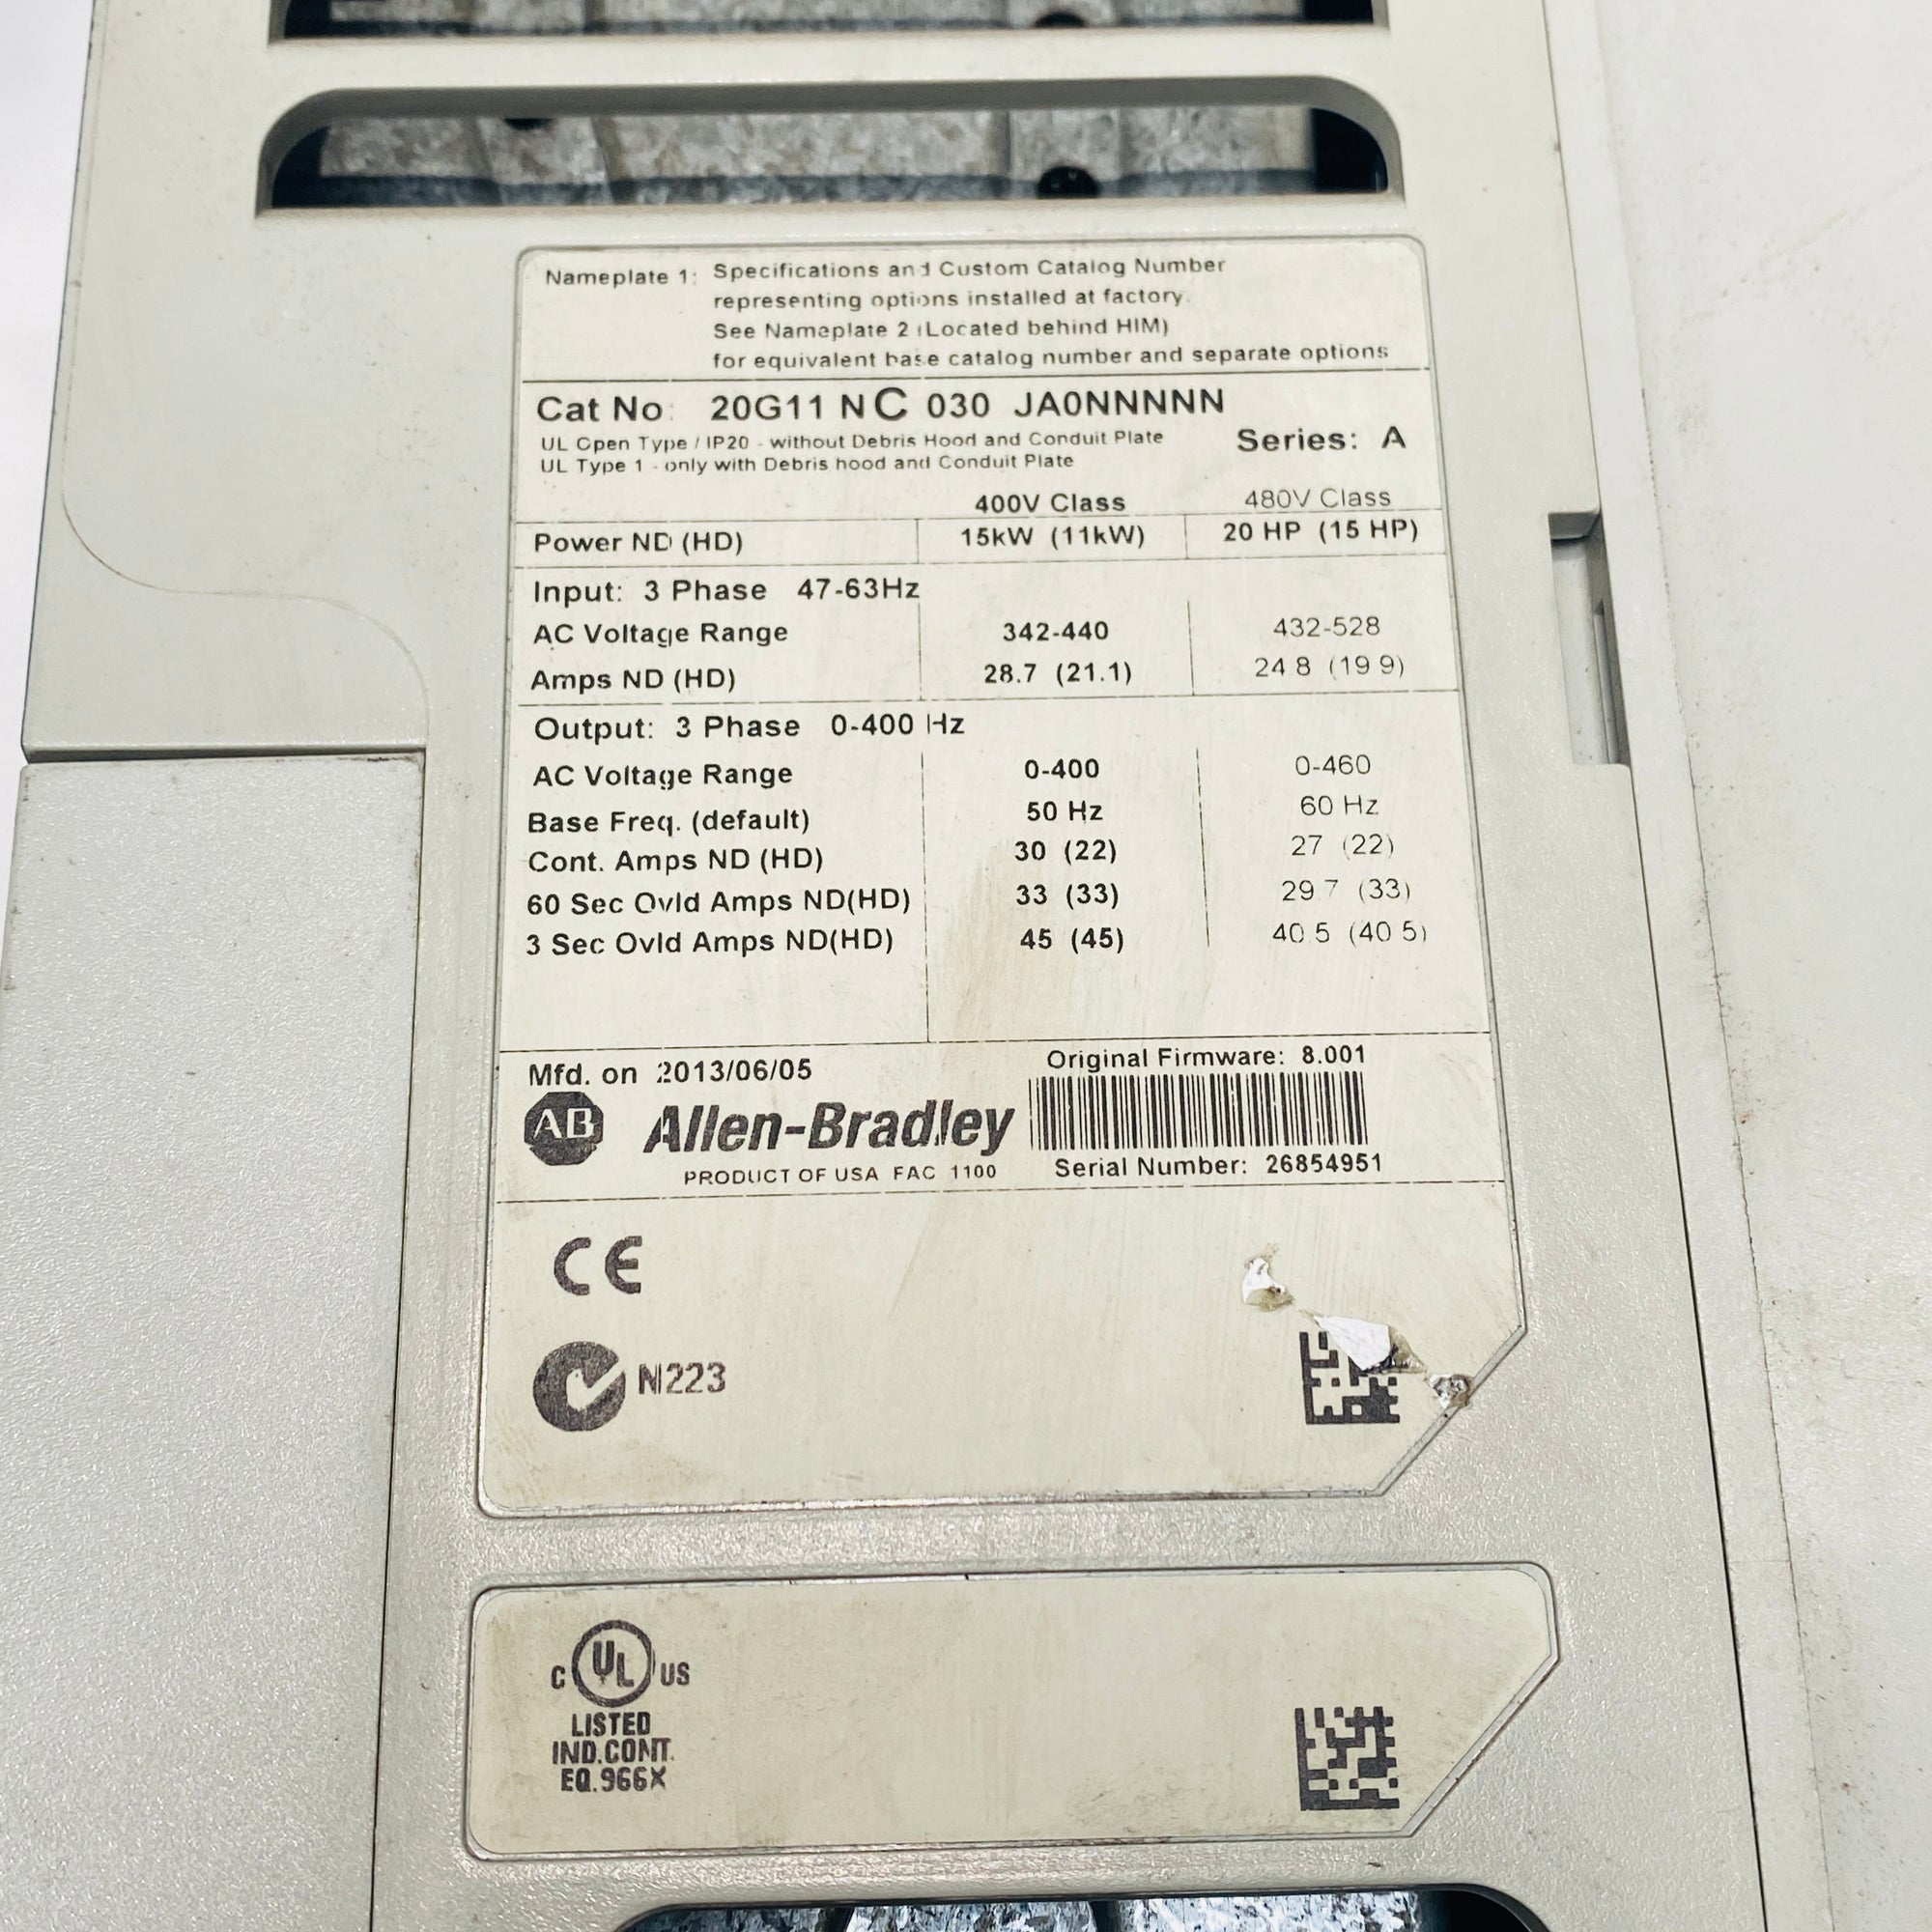 Nameplate 1: Specifications and Custom Catalog Number
representing options installed at factory.
See Nameplate 2 (Located behind HIM)
for equivalent base catalog number and separate options
Cat No: 20G11 N C 030 JA0NNNNN
UL Open Type / IP20 - without Debris Hood and Conduit Plate
UL Type 1 - only with Debris hood and Conduit Plate
Series: A
400V Class 480V Class
Power ND (HD) 15kW (11kW) 20 HP (15 HP)
Input: 3 Phase 47-63Hz
AC Voltage Range 342-440 432-528
Amps ND (HD) 28.7 (21.1) 24.8 (19.9)
Output: 3 Phase 0-400 Hz
AC Voltage Range 0-400 0-460
Base Freq. (default) 50 Hz 60 Hz
Cont. Amps ND (HD) 30 (22) 27 (22)
60 Sec Ovld Amps ND(HD) 33 (33) 29.7 (33)
3 Sec Ovld Amps ND(HD) 45 (45) 40.5 (40.5)
Mfd. on 2013/06/05 Original Firmware: 8.001
AB Allen-Bradley
PRODUCT OF USA FAC 1100 Serial Number: 26854951
CE
N223
C UL US
LISTED
IND.CONT.
EQ.966X